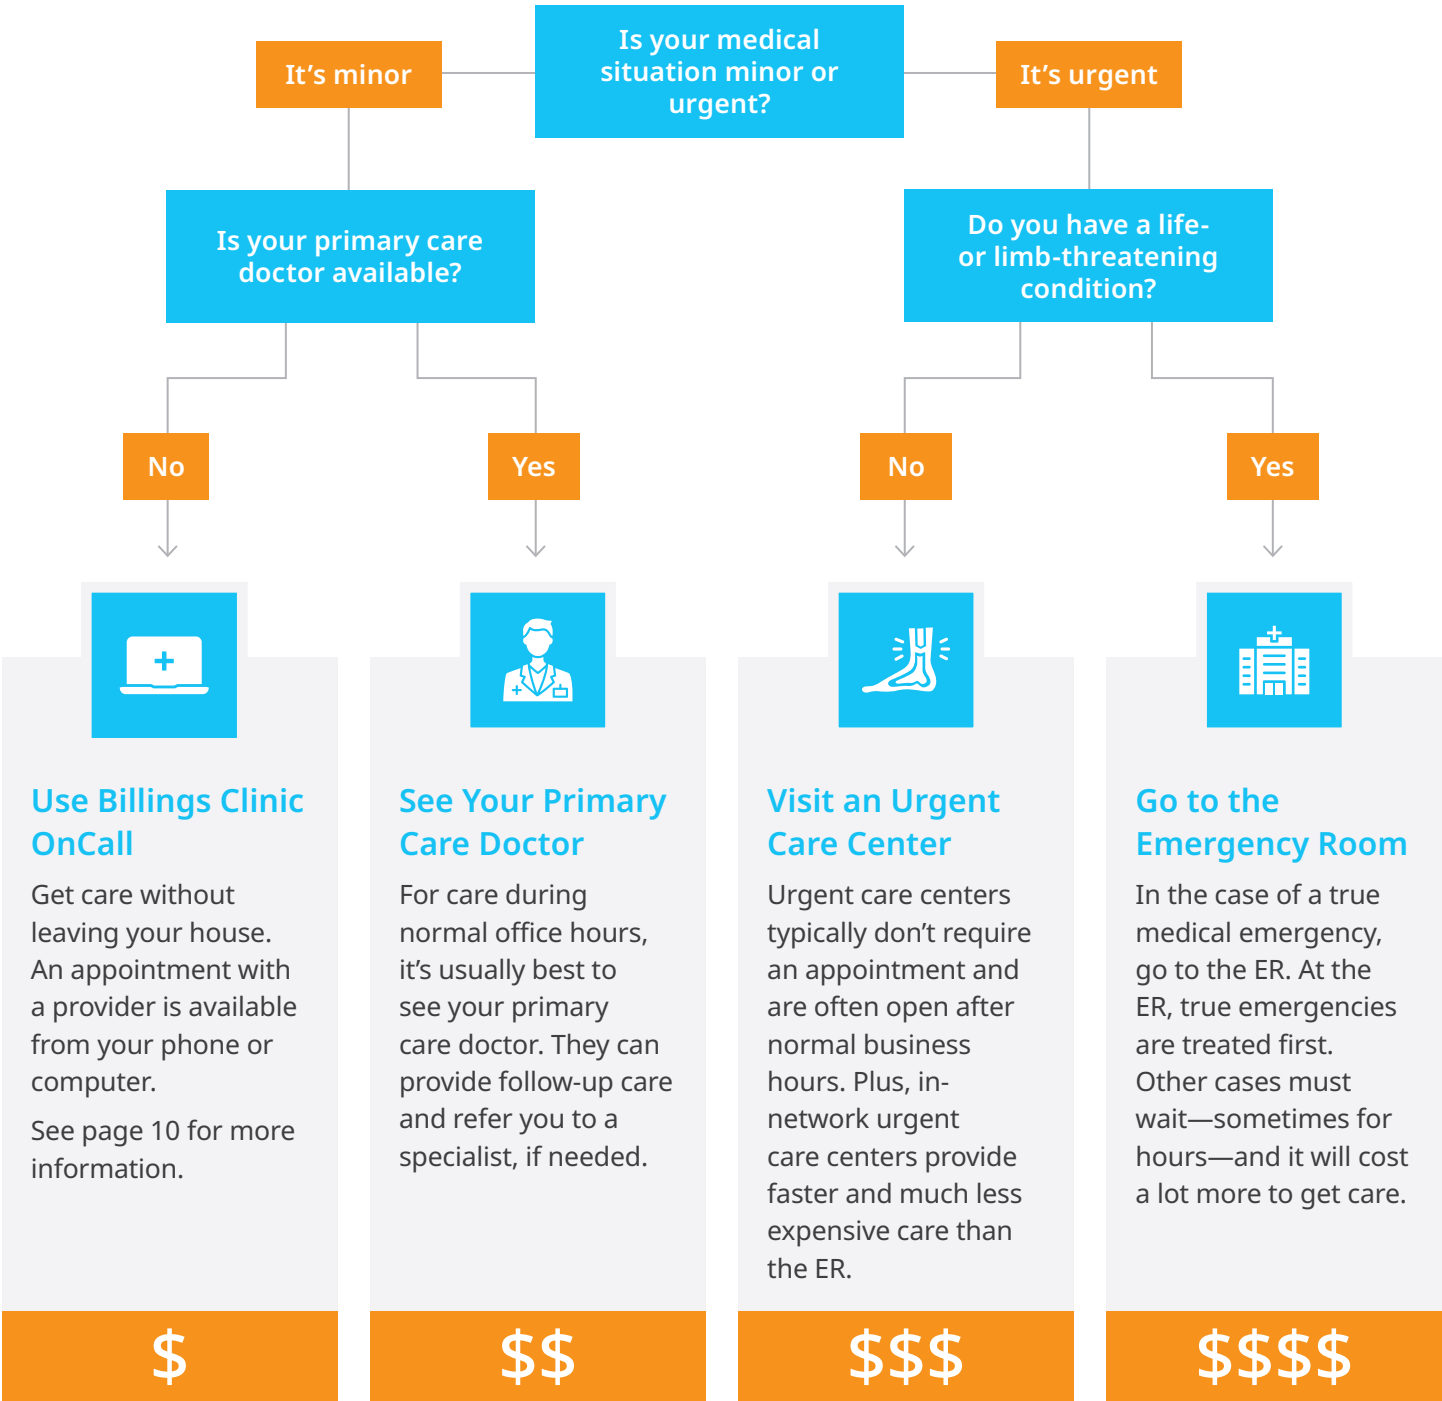 Is your medical
situation minor or
urgent?
It’s minor
It’s urgent
Is your primary care
doctor available?
Do you have a life-
or limb-threatening
condition?
No
Yes
No
Yes
Use Billings Clinic
OnCall
Get care without
leaving your house.
An appointment with
a provider is available
from your phone or
computer.
See page 10 for more
information.
$
See Your Primary
Care Doctor
For care during
normal office hours,
it’s usually best to
see your primary
care doctor. They can
provide follow-up care
and refer you to a
specialist, if needed.
$$
Visit an Urgent
Care Center
Urgent care centers
typically don’t require
an appointment and
are often open after
normal business
hours. Plus, in-
network urgent
care centers provide
faster and much less
expensive care than
the ER.
$$$
Go to the
Emergency Room
In the case of a true
medical emergency,
go to the ER. At the
ER, true emergencies
are treated first.
Other cases must
wait—sometimes for
hours—and it will cost
a lot more to get care.
$$$$